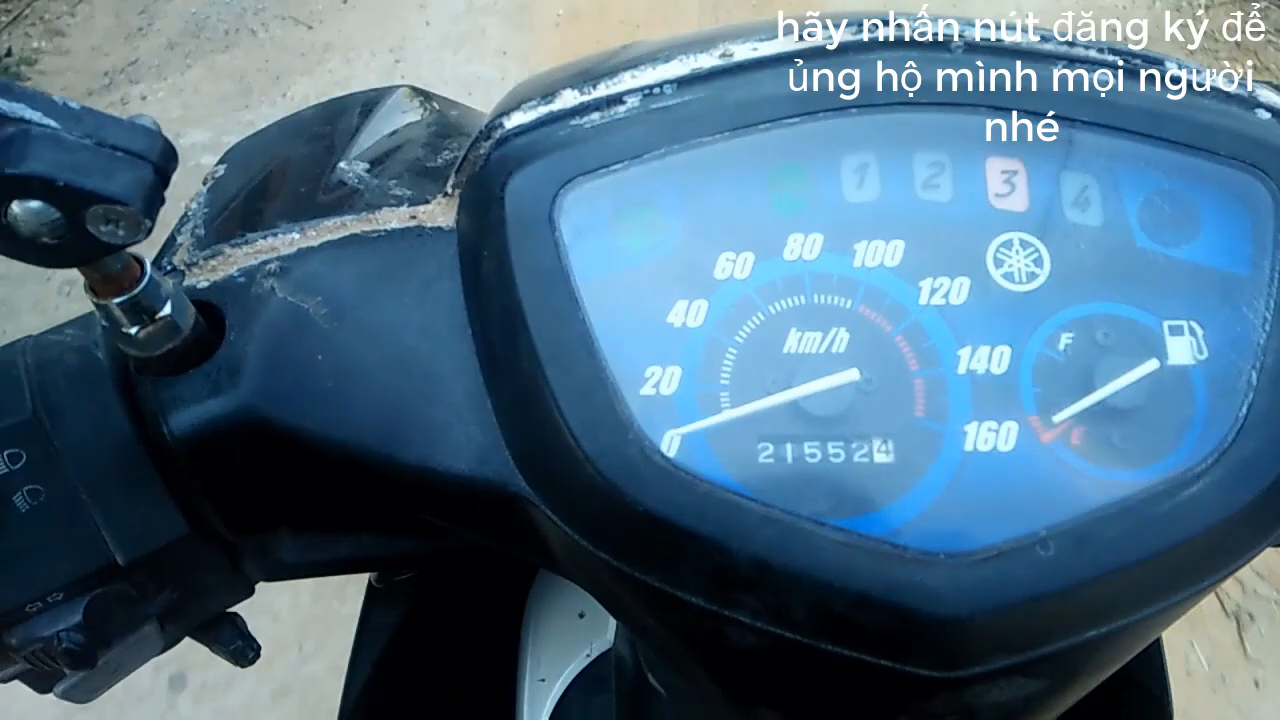 hãy nhấn nút đăng ký để
ủng hộ mình mọi người
nhé
1 2 3 4
80
60 100
40 120
km/h
F
20 140
0 160
E
215524